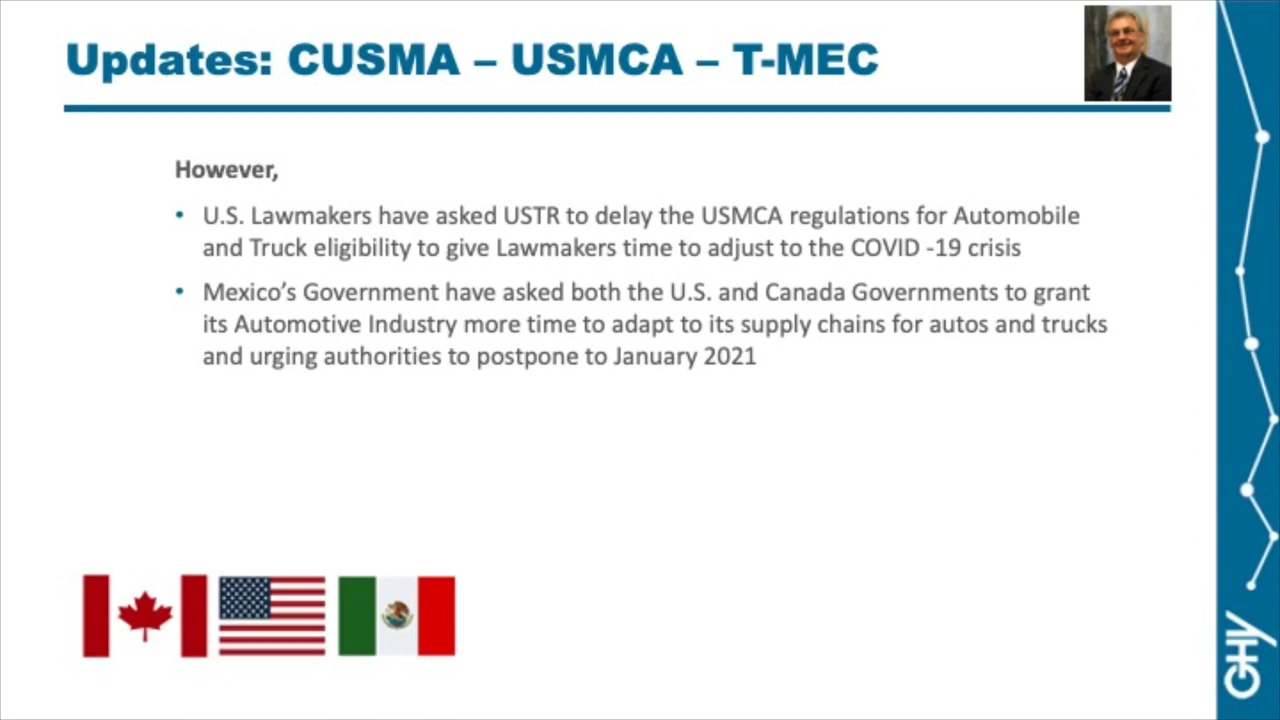 Updates: CUSMA – USMCA – T-MEC
However,
• U.S. Lawmakers have asked USTR to delay the USMCA regulations for Automobile
and Truck eligibility to give Lawmakers time to adjust to the COVID -19 crisis
• Mexico’s Government have asked both the U.S. and Canada Governments to grant
its Automotive Industry more time to adapt to its supply chains for autos and trucks
and urging authorities to postpone to January 2021
GHY